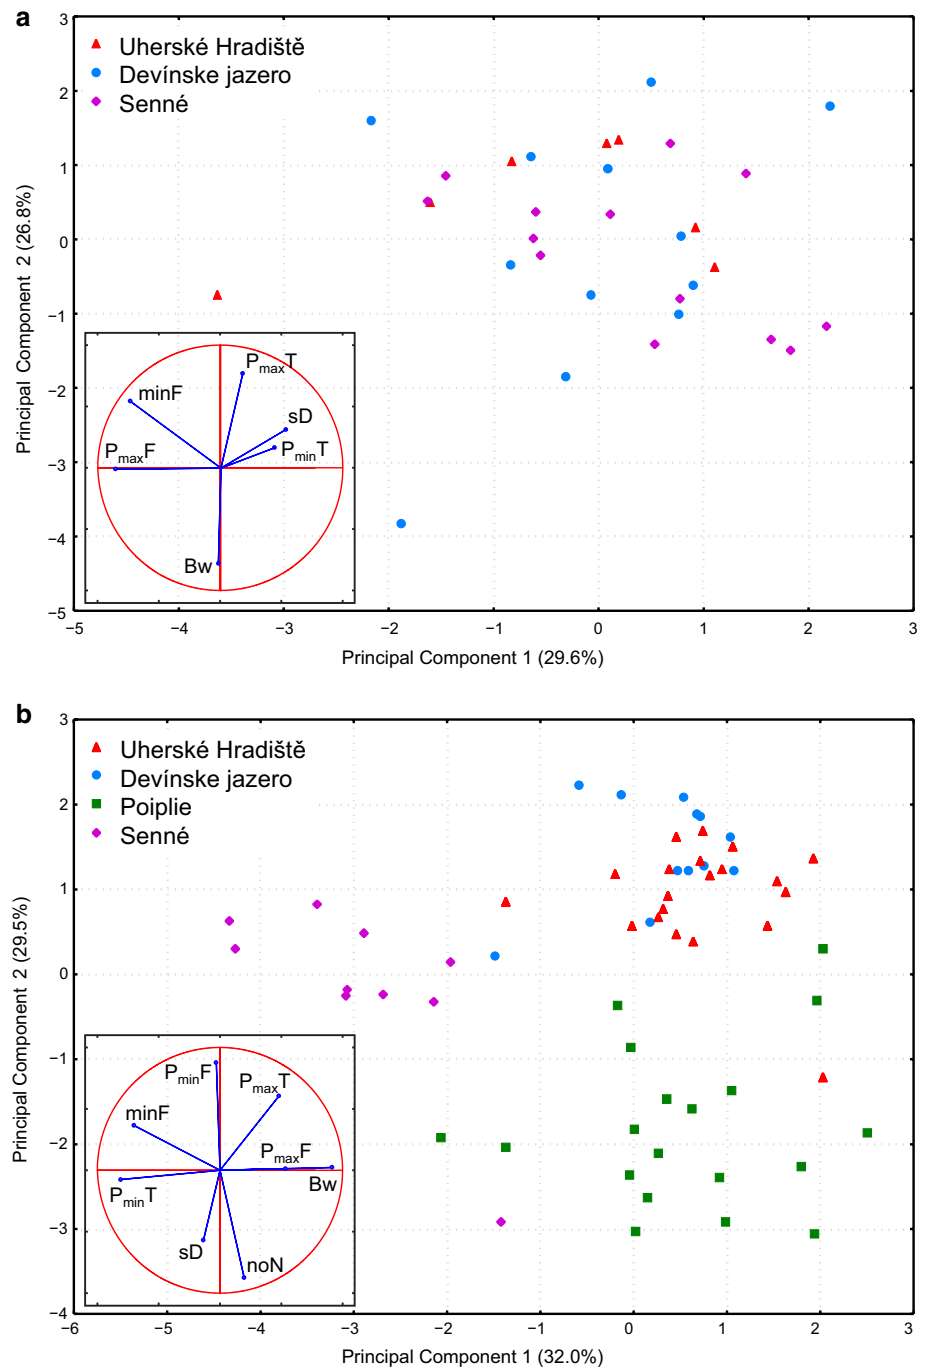 a
Uherské Hradiště
Devínske jazero
Senné
3
2
1
0
−1
−2
−3
−4
−5
Principal Component 2 (26.8%)
PmaxT
minF
sD
PmaxF
PminT
Bw
−5 −4 −3 −2 −1 0 1 2 3
Principal Component 1 (29.6%)
b
Uherské Hradiště
Devínske jazero
Poiplie
Senné
3
2
1
0
−1
−2
−3
−4
Principal Component 2 (29.5%)
PminF
PmaxT
minF
PmaxF
Bw
PminT
sD
noN
−6 −5 −4 −3 −2 −1 0 1 2 3
Principal Component 1 (32.0%)